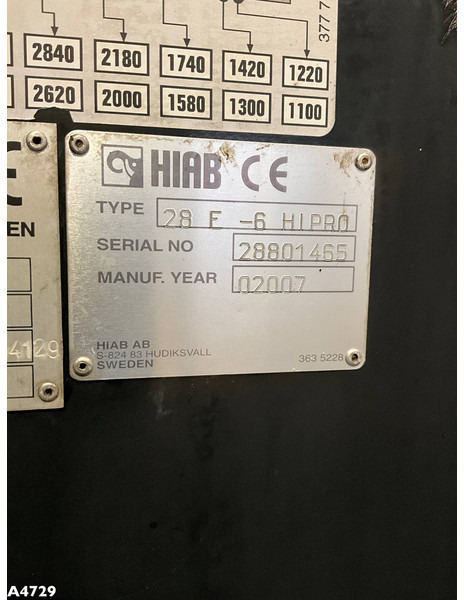 377 7
2840 2180 1740 1420 1220
2620 2000 1580 1300 1100
HIAB CE
TYPE 28 E -6 HIPRO
SERIAL NO 28801465
MANUF. YEAR 02007
HIAB AB
S-824 83 HUDIKSVALL
SWEDEN
363 5228
E
EN
4129
A4729